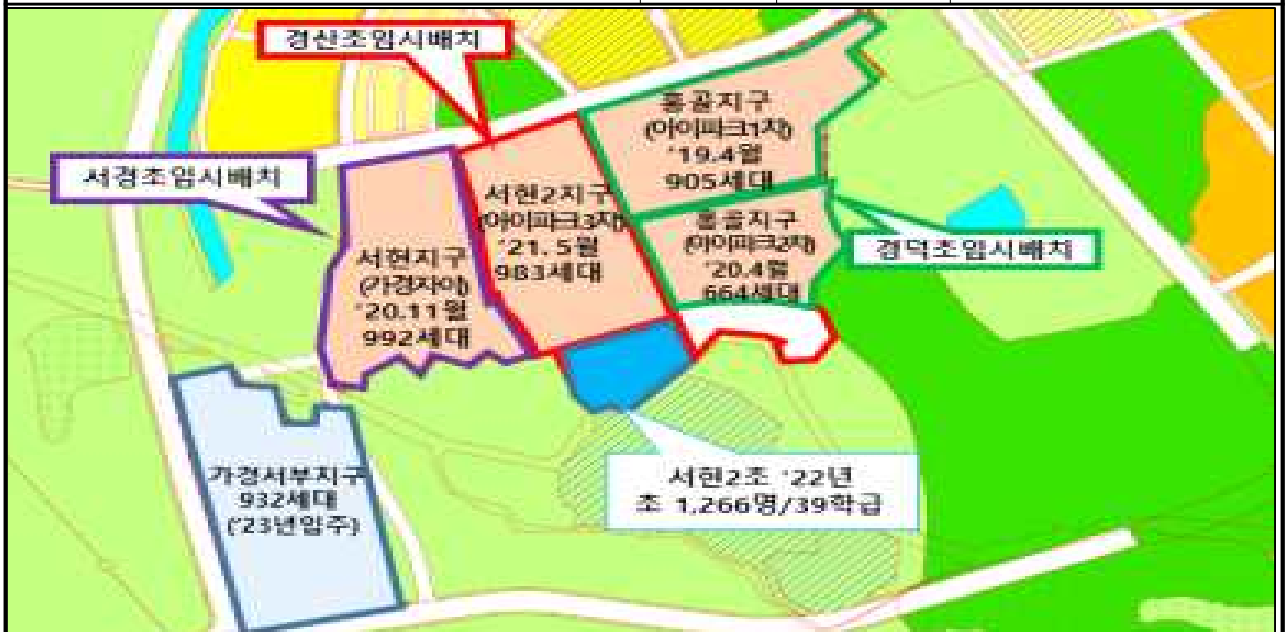 경산초임시배치
홍골지구
(아이파크1차)
'19.4월
905세대
서경초임시배치
서현2지구
(아이파크3차)
'21. 5월
983세대
홍골지구
(아이파크2차)
'20.4월
664세대
경덕초임시배치
서현지구
(가경자이)
'20.11월
992세대
가경서부지구
932세대
('23년입주)
서현2초 '22년
초 1,266명/39학급